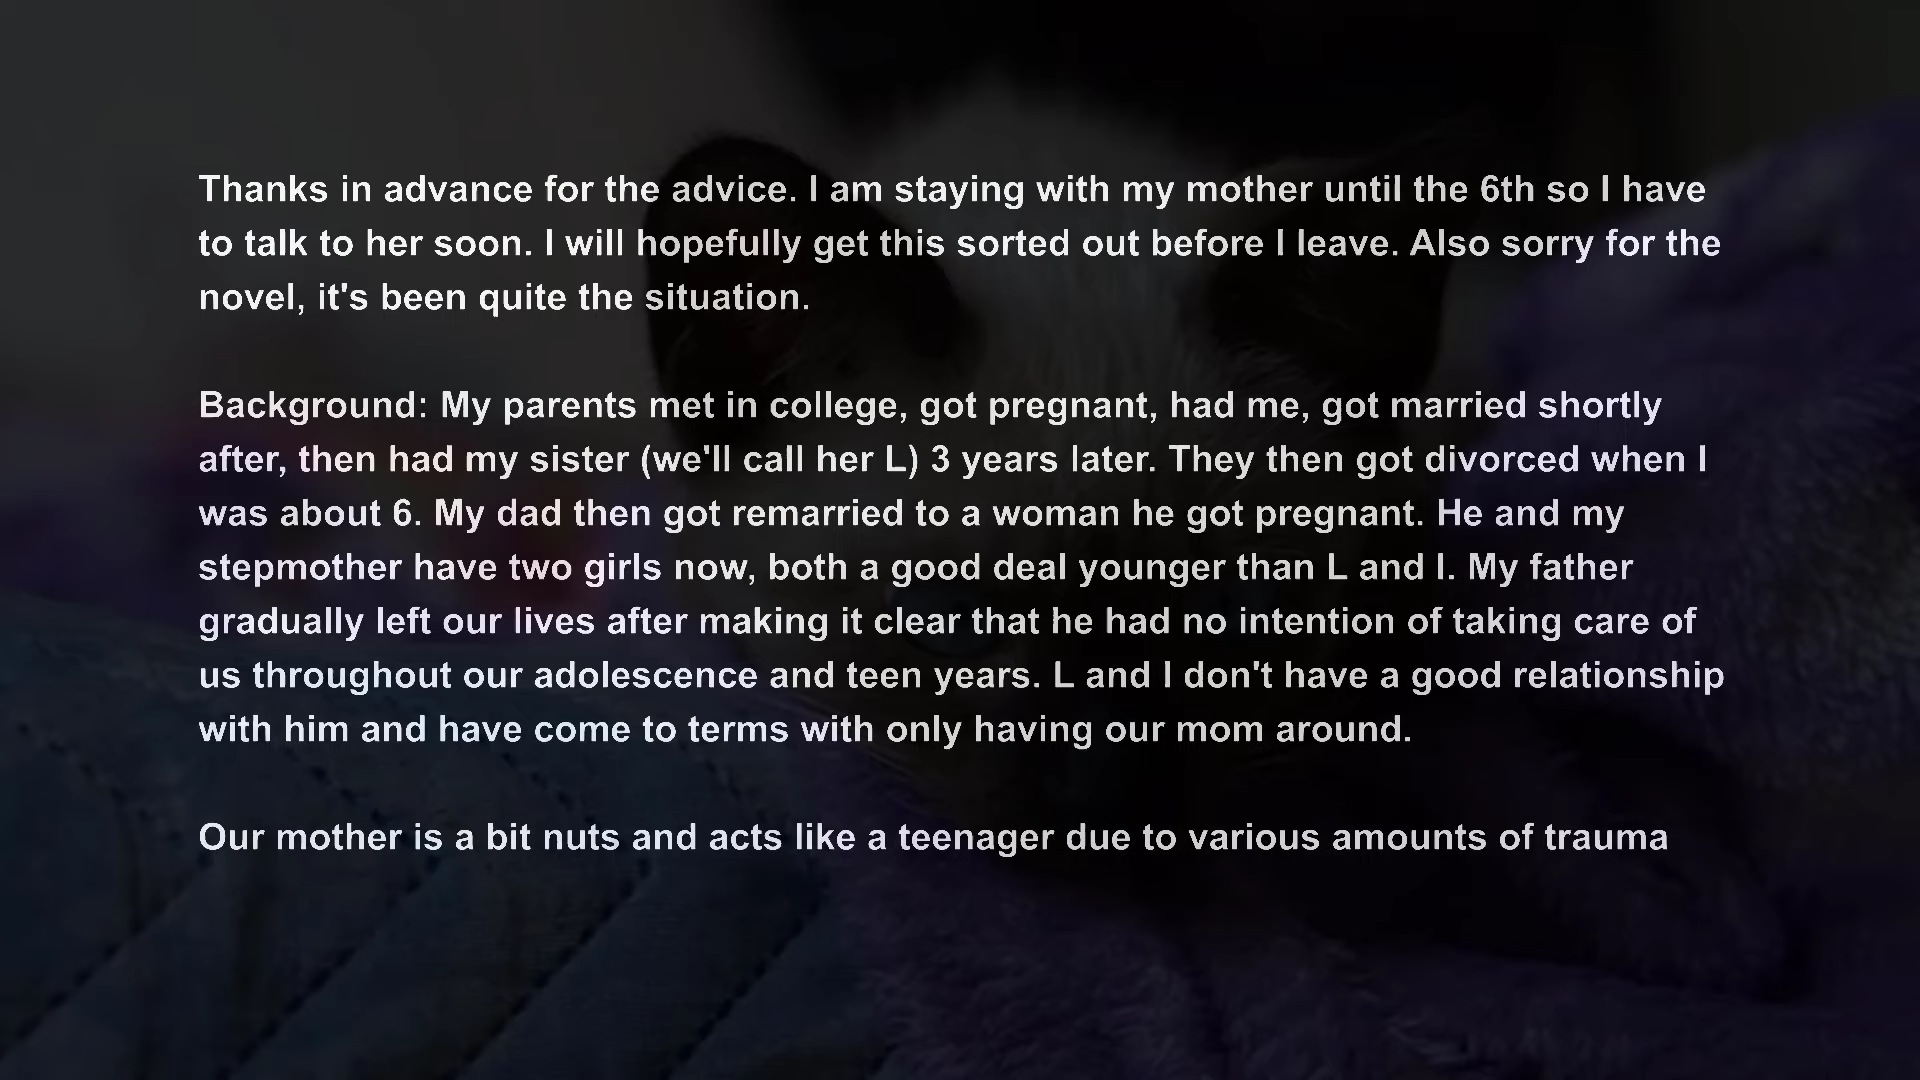 Thanks in advance for the advice. I am staying with my mother until the 6th so I have
to talk to her soon. I will hopefully get this sorted out before I leave. Also sorry for the
novel, it's been quite the situation.
Background: My parents met in college, got pregnant, had me, got married shortly
after, then had my sister (we'll call her L) 3 years later. They then got divorced when I
was about 6. My dad then got remarried to a woman he got pregnant. He and my
stepmother have two girls now, both a good deal younger than L and I. My father
gradually left our lives after making it clear that he had no intention of taking care of
us throughout our adolescence and teen years. L and I don't have a good relationship
with him and have come to terms with only having our mom around.
Our mother is a bit nuts and acts like a teenager due to various amounts of trauma